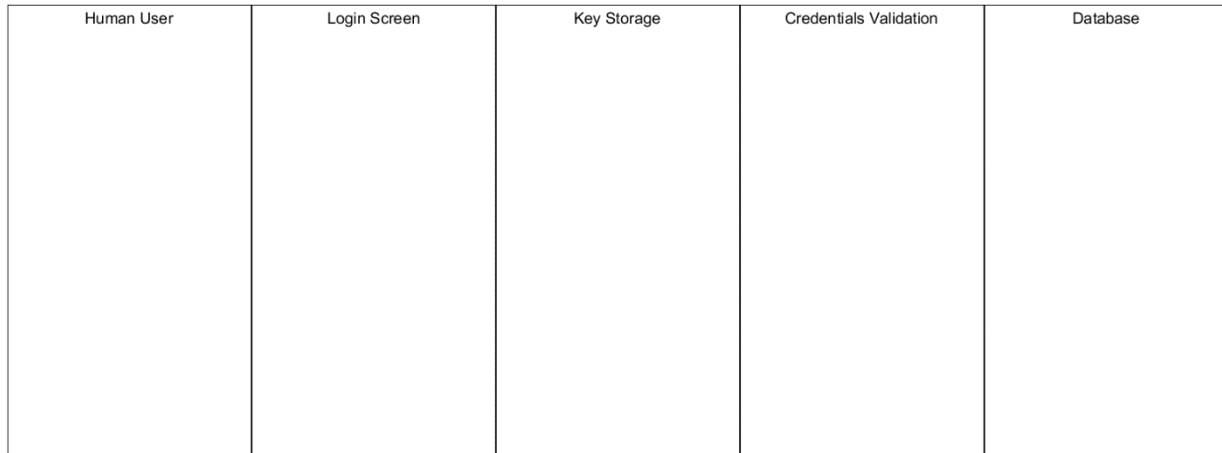 Human User
Login Screen
Key Storage
Credentials Validation
Database